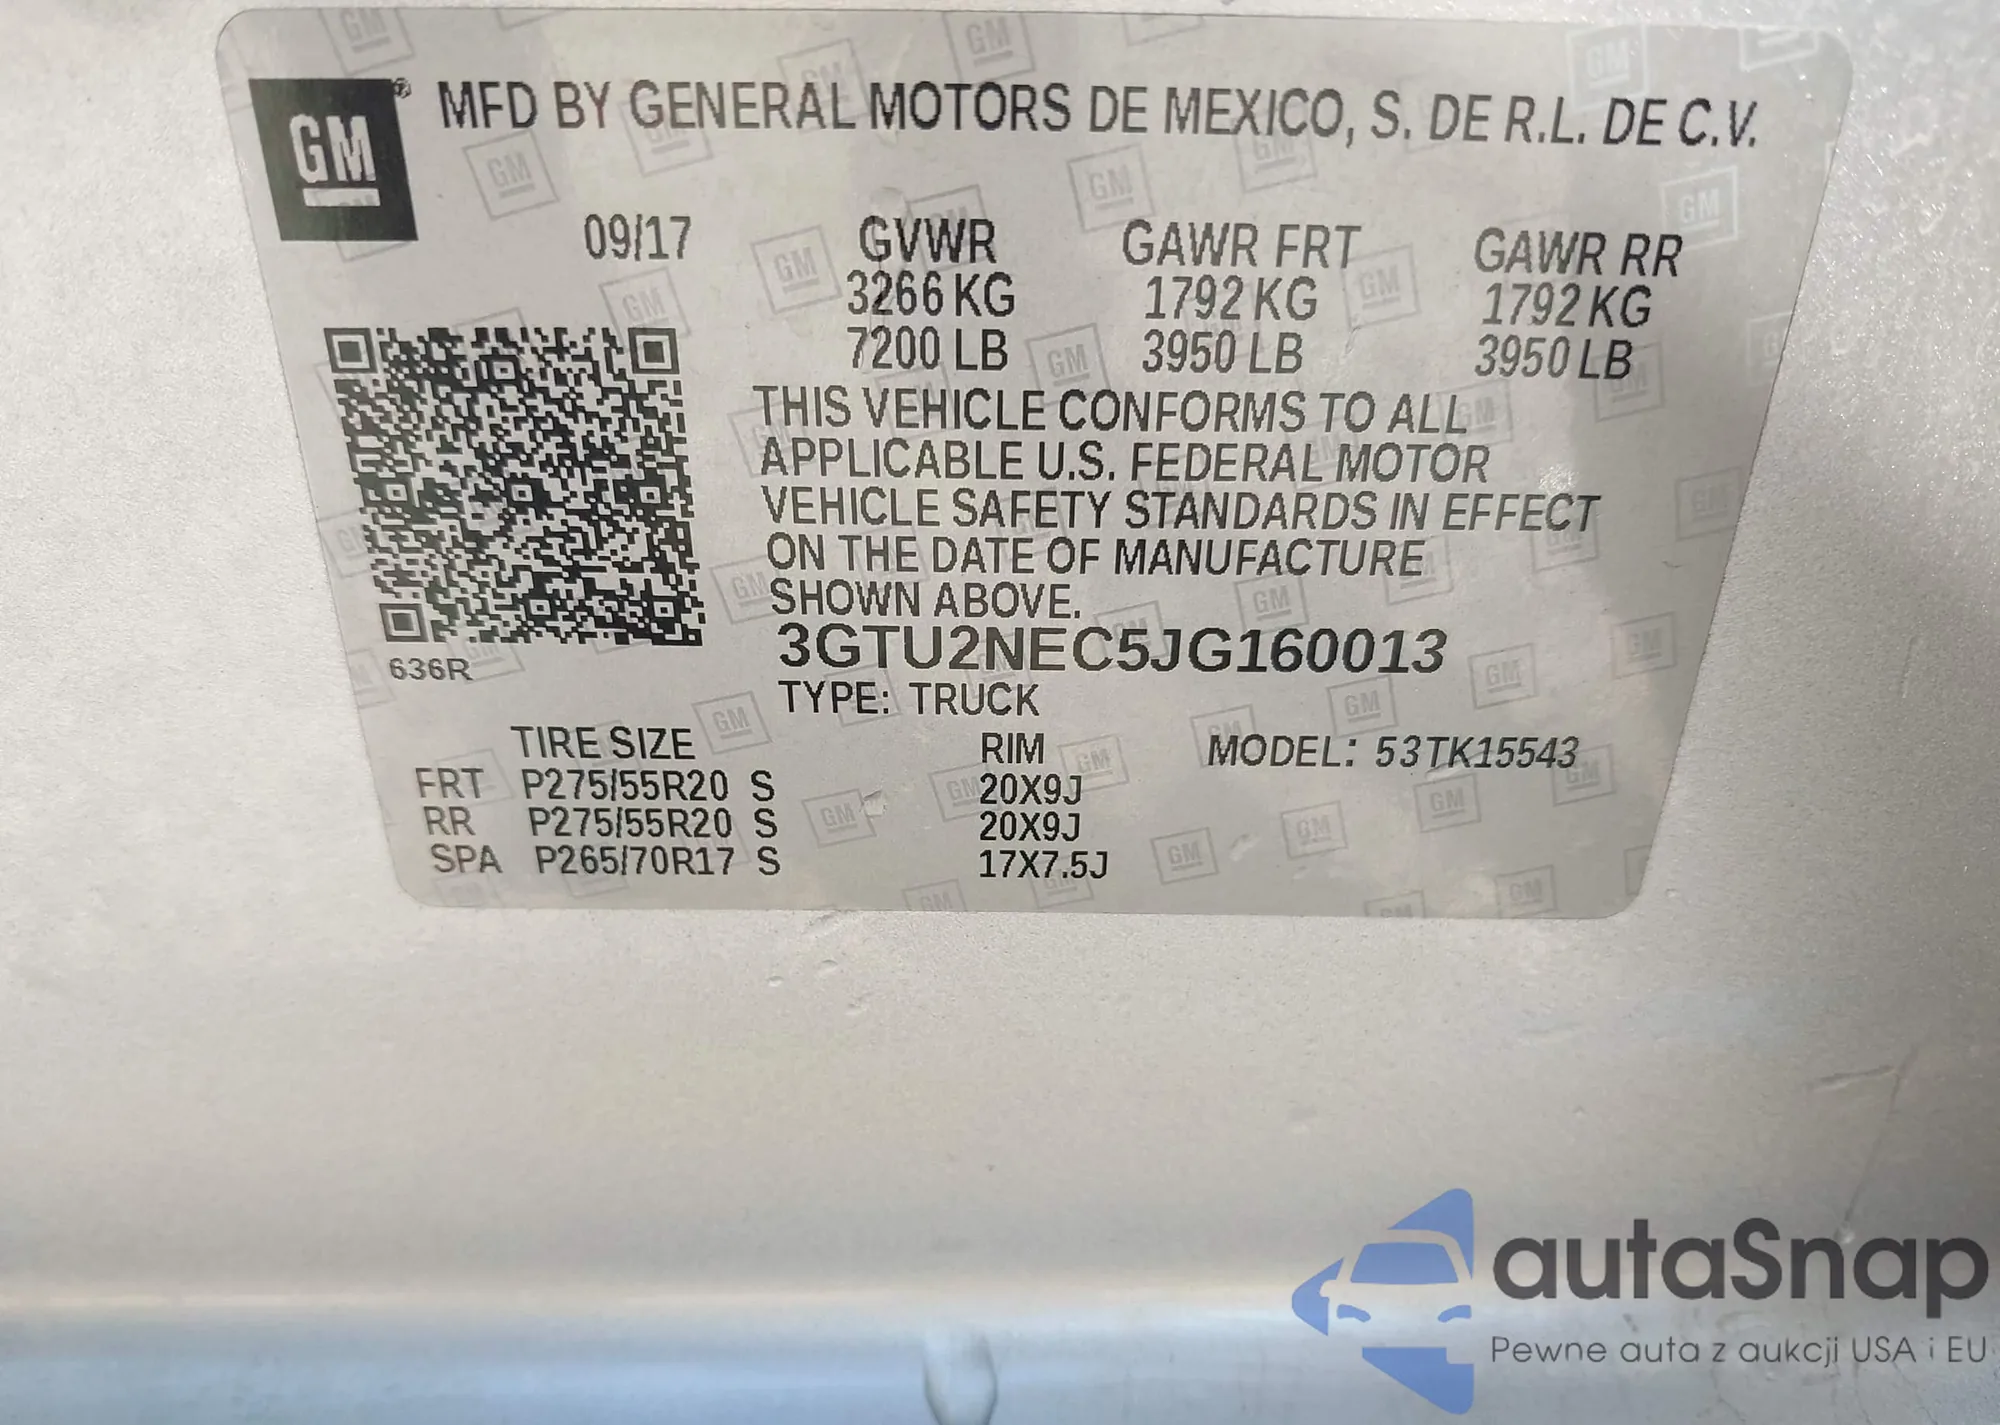 GM ® MFD BY GENERAL MOTORS DE MEXICO, S. DE R.L. DE C.V.
09/17 GVWR GAWR FRT GAWR RR
3266 KG 1792 KG 1792 KG
7200 LB 3950 LB 3950 LB
THIS VEHICLE CONFORMS TO ALL
APPLICABLE U.S. FEDERAL MOTOR
VEHICLE SAFETY STANDARDS IN EFFECT
ON THE DATE OF MANUFACTURE
SHOWN ABOVE.
3GTU2NEC5JG160013
636R
TYPE: TRUCK
TIRE SIZE RIM MODEL: 53TK15543
FRT P275/55R20 S 20X9J
RR P275/55R20 S 20X9J
SPA P265/70R17 S 17X7.5J
autaSnap
Pewne auta z aukcji USA i EU